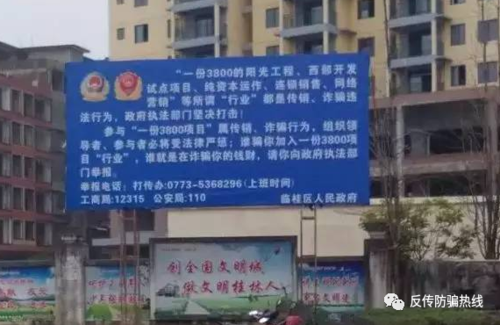 “一份3800的阳光工程、西部开发
试点项目、纯资本运作、连锁销售、网络
营销”等所谓“行业”都是传销、诈骗违
法行为，政府执法部门坚决打击！
参与“一份3800项目”属传销、诈骗行为，组织领
导者、参与者必将受法律严惩；谁骗你加入一份3800项
目“行业”，谁就是在诈骗你的钱财，请你向政府执法部
门举报。
举报电话：打传办:0773-5368296(上班时间)
工商局:12315 公安局:110 临桂区人民政府
创全国文明城
做文明桂林人
反传防骗热线